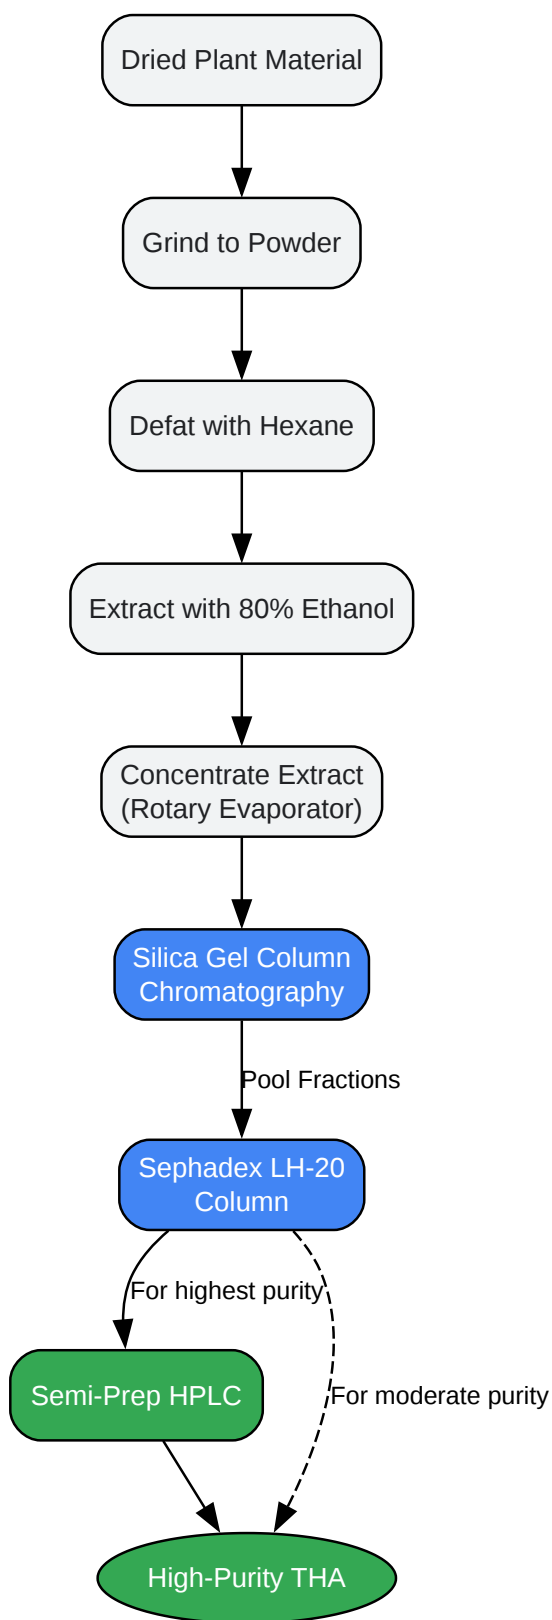 Dried Plant Material
Grind to Powder
Defat with Hexane
Extract with 80% Ethanol
Concentrate Extract
(Rotary Evaporator)
Silica Gel Column
Chromatography
Pool Fractions
Sephadex LH-20
Column
For highest purity
Semi-Prep HPLC
For moderate purity
High-Purity THA